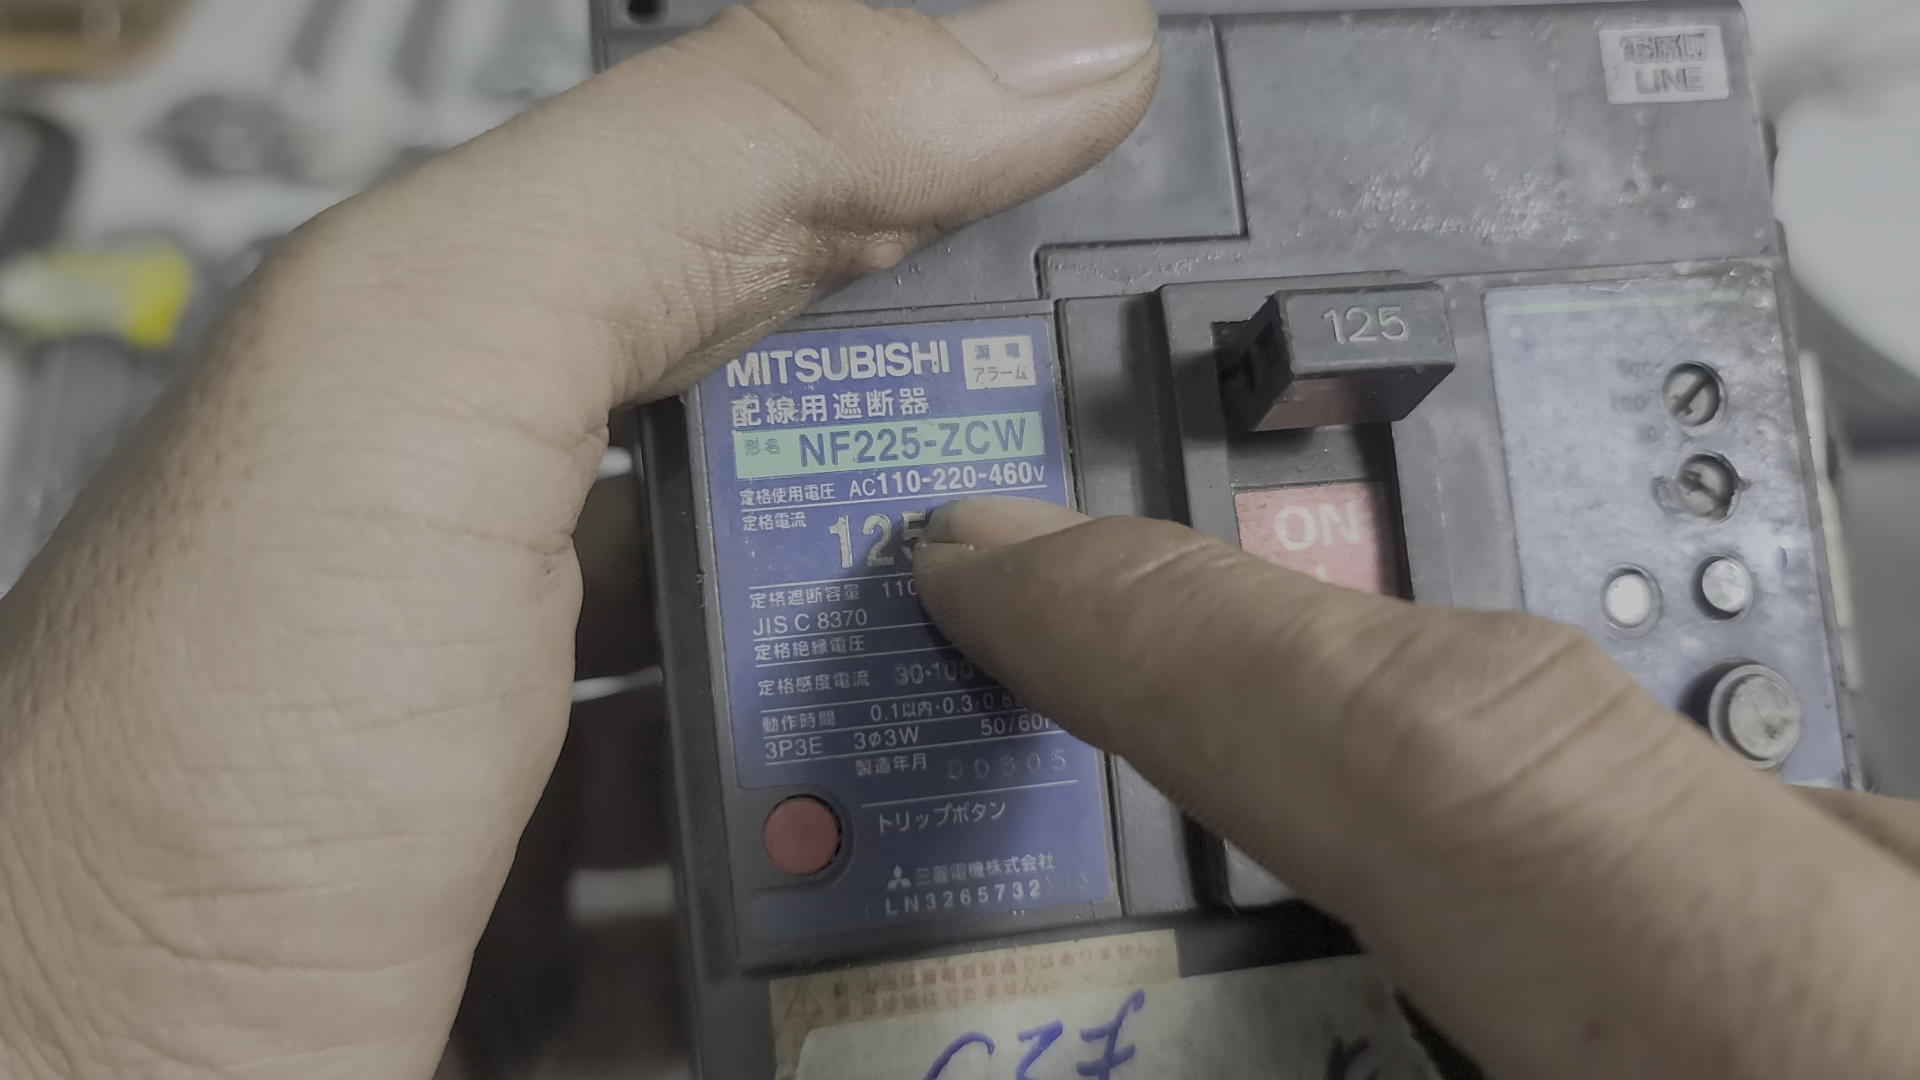 電源側
LINE
125
MITSUBISHI
漏電
アラーム
配線用遮断器
形名 NF225-ZCW
定格使用電圧 AC110-220-460V
定格電流 125
ON
定格遮断容量 110
JIS C 8370
定格絶縁電圧
定格感度電流 30·100
動作時間 0.1以内·0.3·0.8
3P3E 3ø3W 50/60H
製造年月
トリップボタン
三菱電機株式会社
LN3265732